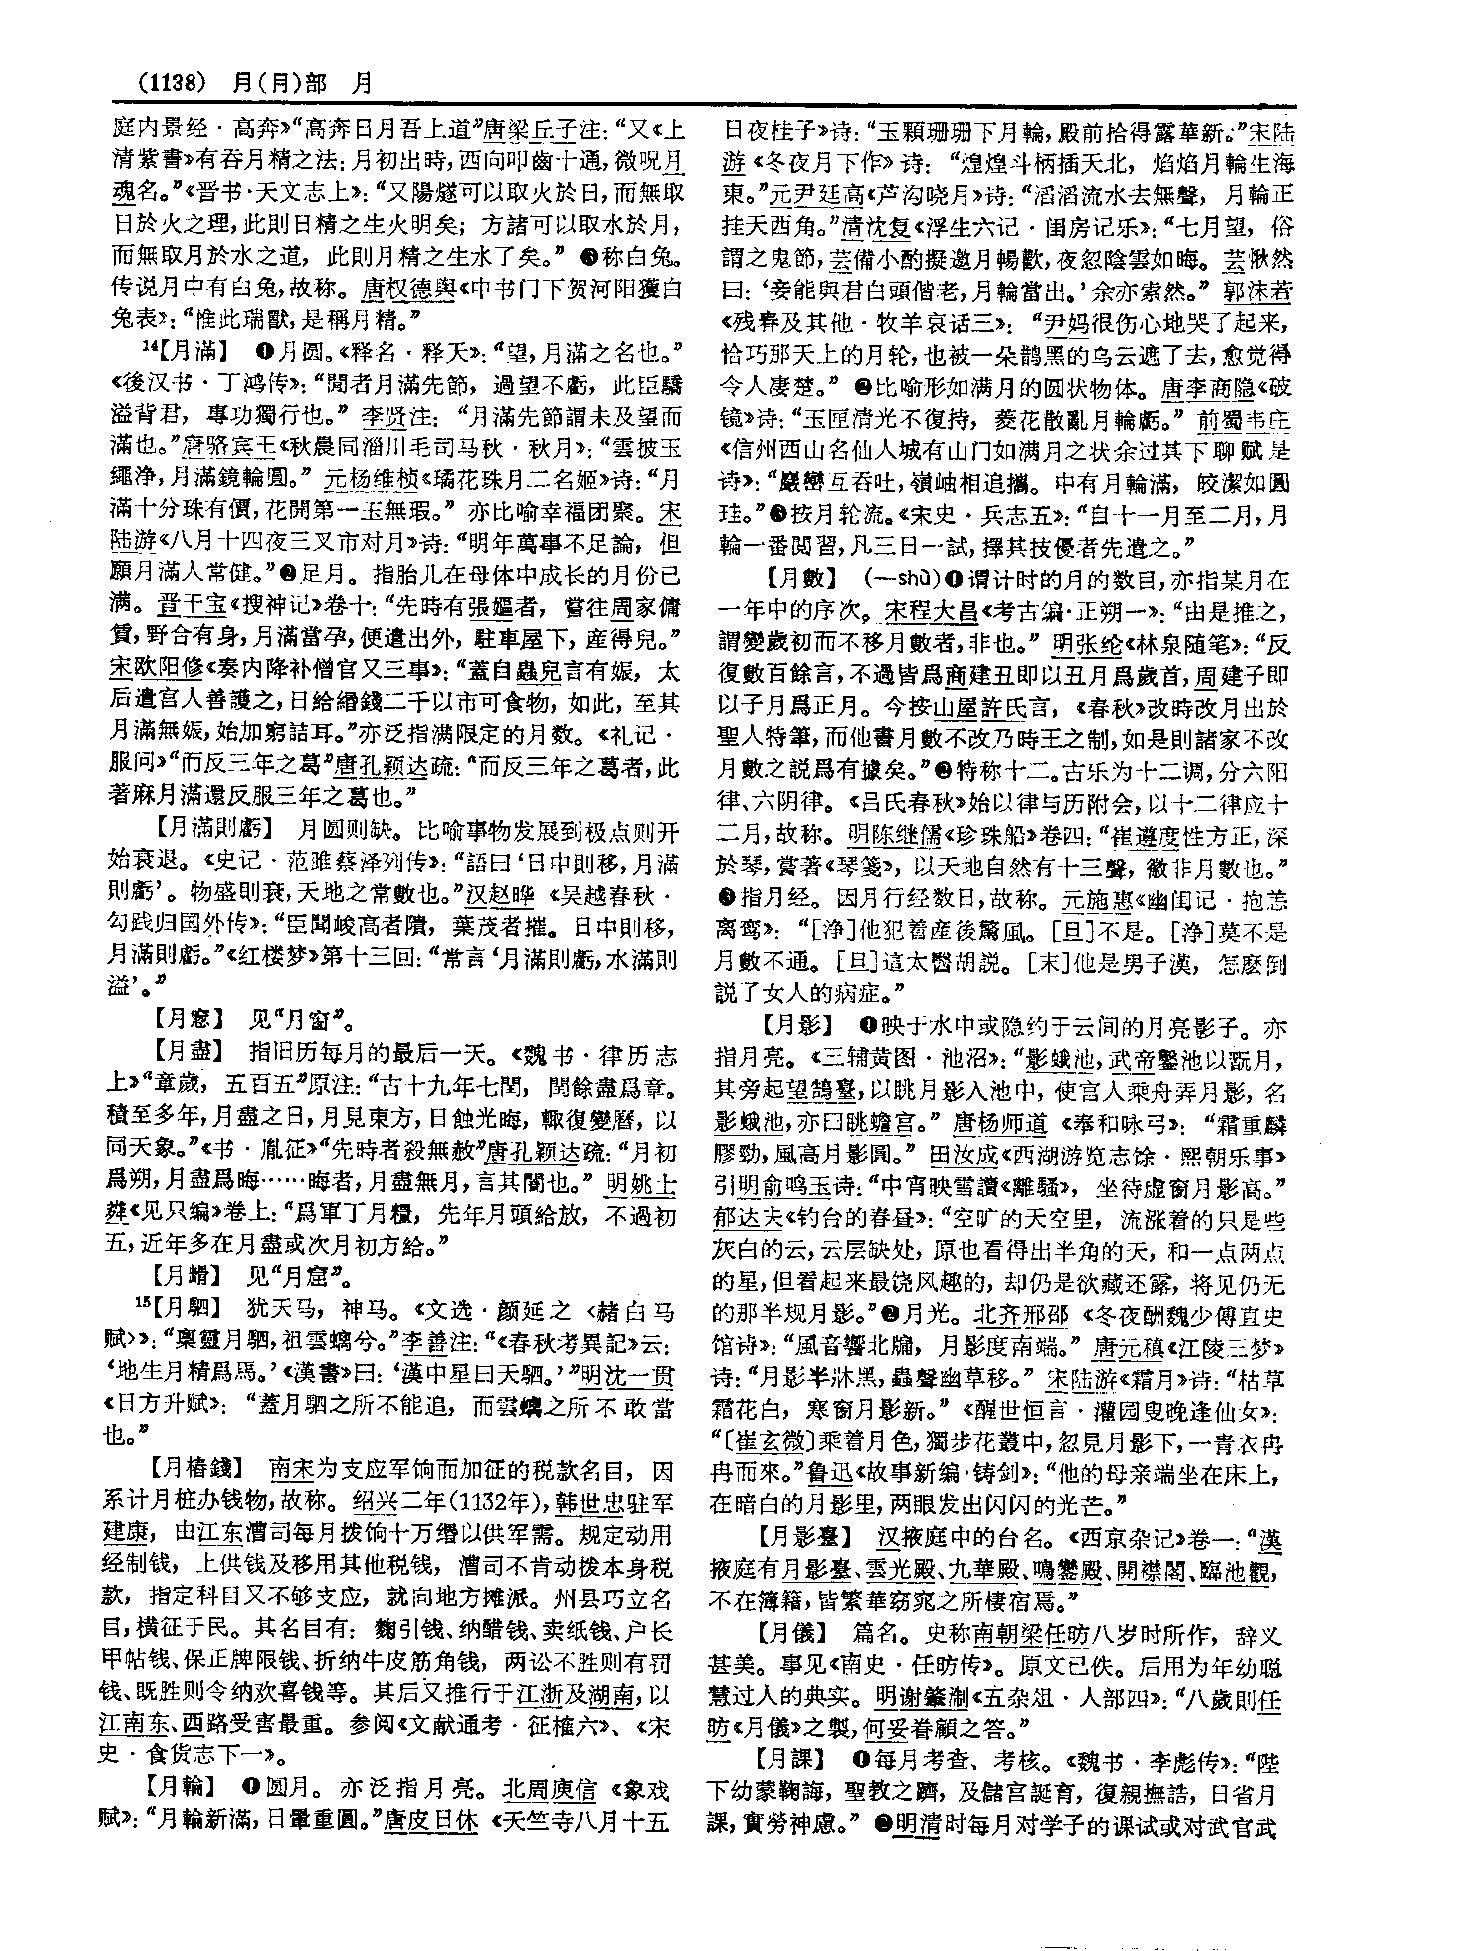 (1138) 月(月)部 月
庭内景经·高奔》“高奔日月吾上道”唐梁丘子注：“又《上
清紫書》有吞月精之法：月初出時，西向叩齒十通，微呪月
魂名。”《晋书·天文志上》：“又陽燧可以取火於日，而無取
日於火之理，此則日精之生火明矣；方諸可以取水於月，
而無取月於水之道，此則月精之生水了矣。”❸称白兔。
传说月中有白兔，故称。唐权德舆《中书门下贺河阳獲白
兔表》：“惟此瑞獸，是稱月精。”
14【月滿】 ❶月圆。《释名·释天》：“望，月滿之名也。”
《後汉书·丁鸿传》：“閒者月滿先節，過望不虧，此臣驕
溢背君，專功獨行也。”李贤注：“月滿先節謂未及望而
滿也。”唐骆宾王《秋晨同淄川毛司马秋·秋月》：“雲披玉
繩净，月滿鏡輪圓。”元杨维桢《璚花珠月二名姬》诗：“月
滿十分珠有價，花開第一玉無瑕。”亦比喻幸福团聚。宋
陆游《八月十四夜三叉市对月》诗：“明年萬事不足論，但
願月滿人常健。”❷足月。指胎儿在母体中成长的月份已
满。晋干宝《搜神记》卷十：“先時有張嫗者，嘗往周家傭
賃，野合有身，月滿當孕，便遣出外，駐車屋下，産得兒。”
宋欧阳修《奏内降补僧官又三事》：“蓋自蟲兒言有娠，太
后遣宫人善護之，日給緡錢二千以市可食物，如此，至其
月滿無娠，始加窮詰耳。”亦泛指满限定的月数。《礼记·
服问》“而反三年之葛”唐孔颖达疏：“而反三年之葛者，此
著麻月滿還反服三年之葛也。”
【月滿則虧】 月圆则缺。比喻事物发展到极点则开
始衰退。《史记·范雎蔡泽列传》：“語曰‘日中則移，月滿
則虧’。物盛則衰，天地之常數也。”汉赵晔《吴越春秋·
勾践归国外传》：“臣聞峻高者隤，葉茂者摧。日中則移，
月滿則虧。”《红楼梦》第十三回：“常言‘月滿則虧，水滿則
溢’。”
【月窓】 见“月窗”。
【月盡】 指旧历每月的最后一天。《魏书·律历志
上》“章歲，五百五”原注：“古十九年七閏，閏餘盡爲章。
積至多年，月盡之日，月見東方，日蝕光晦，輒復變曆，以
同天象。”《书·胤征》“先時者殺無赦”唐孔颖达疏：“月初
爲朔，月盡爲晦……晦者，月盡無月，言其闇也。”明姚士
粦《见只编》卷上：“爲軍丁月糧，先年月頭給放，不過初
五，近年多在月盡或次月初方給。”
【月𡻕】 见“月窟”。
15【月駟】 犹天马，神马。《文选·颜延之〈赭白马
赋〉》：“稟靈月駟，祖雲螭兮。”李善注：“《春秋考異記》云：
‘地生月精爲馬。’《漢書》曰：‘漢中星曰天駟。’”明沈一贯
《日方升赋》：“蓋月駟之所不能追，而雲螭之所不敢當
也。”
【月樁錢】 南宋为支应军饷而加征的税款名目，因
系计月桩办钱物，故称。绍兴二年(1132年)，韩世忠驻军
建康，由江东漕司每月拨饷十万缗以供军需。规定动用
经制钱，上供钱及移用其他税钱，漕司不肯动拨本身税
款，指定科目又不够支应，就向地方摊派。州县巧立名
目，横征于民。其名目有：麴引钱、纳醋钱、卖纸钱、户长
甲帖钱、保正牌限钱、折纳牛皮筋角钱，两讼不胜则有罚
钱、既胜则令纳欢喜钱等。其后又推行于江浙及湖南，以
江南东、西路受害最重。参阅《文献通考·征榷六》、《宋
史·食货志下一》。
【月輪】 ❶圆月。亦泛指月亮。北周庾信《象戏
赋》：“月輪新滿，日暈重圓。”唐皮日休《天竺寺八月十五
日夜桂子》诗：“玉顆珊珊下月輪，殿前拾得露華新。”宋陆
游《冬夜月下作》诗：“煌煌斗柄插天北，焰焰月輪生海
東。”元尹廷高《芦沟晓月》诗：“滔滔流水去無聲，月輪正
挂天西角。”清沈复《浮生六记·闺房记乐》：“七月望，俗
謂之鬼節，芸備小酌擬邀月暢歡，夜忽陰雲如晦。芸愀然
曰：‘妾能與君白頭偕老，月輪當出。’余亦索然。”郭沫若
《残春及其他·牧羊哀话三》：“尹妈很伤心地哭了起来，
恰巧那天上的月轮，也被一朵鹊黑的乌云遮了去，愈觉得
令人凄楚。”❷比喻形如满月的圆状物体。唐李商隐《破
镜》诗：“玉匣清光不復持，菱花散亂月輪虧。”前蜀韦庄
《信州西山名仙人城有山门如满月之状余过其下聊赋是
诗》：“巖巒互吞吐，嶺岫相追攜。中有月輪滿，皎潔如圓
珪。”❸按月轮流。《宋史·兵志五》：“自十一月至二月，月
輪一番閲習，凡三日一試，擇其技優者先遣之。”
【月數】 (一shù)❶谓计时的月的数目，亦指某月在
一年中的序次。宋程大昌《考古编·正朔一》：“由是推之，
謂變歲初而不移月數者，非也。”明张纶《林泉随笔》：“反
復數百餘言，不過皆爲商建丑即以丑月爲歲首，周建子即
以子月爲正月。今按山屋許氏言，《春秋》改時改月出於
聖人特筆，而他書月數不改乃時王之制，如是則諸家不改
月數之説爲有據矣。”❷特称十二。古乐为十二调，分六阳
律、六阴律。《吕氏春秋》始以律与历附会，以十二律应十
二月，故称。明陈继儒《珍珠船》卷四：“崔遵度性方正，深
於琴，嘗著《琴箋》，以天地自然有十三聲，徽非月數也。”
❸指月经。因月行经数日，故称。元施惠《幽闺记·抱恙
离鸾》：“[浄]他犯着産後驚風。[旦]不是。[浄]莫不是
月數不通。[旦]這太醫胡説。[末]他是男子漢，怎麽倒
説了女人的病症。”
【月影】 ❶映于水中或隐约于云间的月亮影子。亦
指月亮。《三辅黄图·池沼》：“影蛾池，武帝鑿池以翫月，
其旁起望鵠臺，以眺月影入池中，使宫人乘舟弄月影，名
影蛾池，亦曰眺蟾宫。”唐杨师道《奉和咏弓》：“霜重麟
膠勁，風高月影圓。”田汝成《西湖游览志馀·熙朝乐事》
引明俞鸣玉诗：“中宵映雪讀《離騷》，坐待虚窗月影高。”
郁达夫《钓台的春昼》：“空旷的天空里，流涨着的只是些
灰白的云，云层缺处，原也看得出半角的天，和一点两点
的星，但看起来最饶风趣的，却仍是欲藏还露，将见仍无
的那半规月影。”❷月光。北齐邢邵《冬夜酬魏少傅直史
馆诗》：“風音響北牖，月影度南端。”唐元稹《江陵三梦》
诗：“月影半牀黑，蟲聲幽草移。”宋陆游《霜月》诗：“枯草
霜花白，寒窗月影新。”《醒世恒言·灌园叟晚逢仙女》：
“〔崔玄微〕乘着月色，獨步花叢中，忽見月影下，一青衣冉
冉而來。”鲁迅《故事新编·铸剑》：“他的母亲端坐在床上，
在暗白的月影里，两眼发出闪闪的光芒。”
【月影臺】 汉掖庭中的台名。《西京杂记》卷一：“漢
掖庭有月影臺、雲光殿、九華殿、鳴鸞殿、開襟閣、臨池觀，
不在簿籍，皆繁華窈窕之所棲宿焉。”
【月儀】 篇名。史称南朝梁任昉八岁时所作，辞义
甚美。事见《南史·任昉传》。原文已佚。后用为年幼聪
慧过人的典实。明谢肇淛《五杂俎·人部四》：“八歲則任
昉《月儀》之製，何妥眷顧之答。”
【月課】 ❶每月考查、考核。《魏书·李彪传》：“陛
下幼蒙鞠誨，聖教之躋，及儲宫誕育，復親撫誥，日省月
課，實勞神慮。”❷明清时每月对学子的课试或对武官武